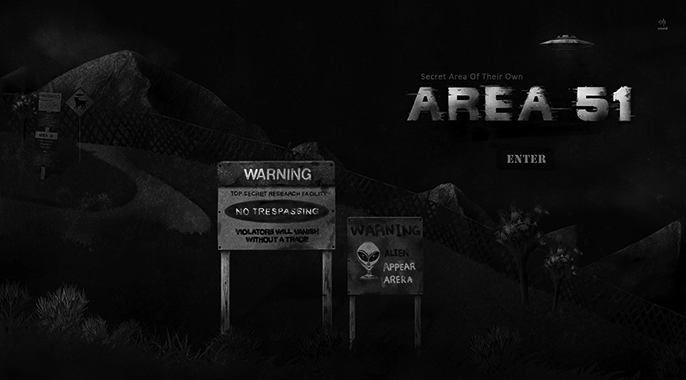 sound
Secret Area Of Their Own
AREA 51
ENTER
WARNING
TOP SECRET RESEARCH FACILITY
NO TRESPASSING
VIOLATORS WILL VANISH
WITHOUT A TRACE
WARNING
ALIEN
APPEAR
ARERA